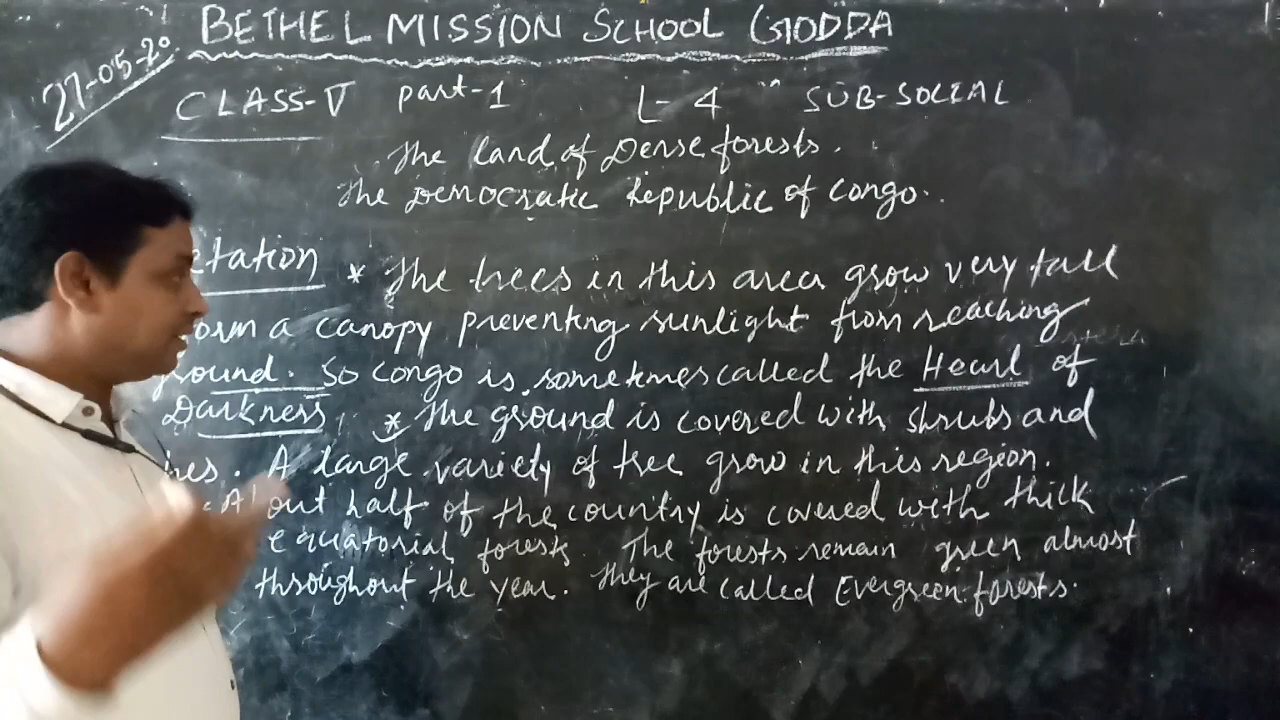 BETHEL MISSION SCHOOL GODDA
27-05-20
CLASS-V part-1 L-4 SUB-SOCIAL
The land of Dense forests.
The Democratic Republic of Congo.
etation * The trees in this area grow very tall
orm a canopy preventing sunlight from reaching
ground. So Congo is sometimes called the Heart of
Darkness, * The ground is covered with shrubs and
A large variety of tree grow in this region.
About half of the country is covered with thick
equatorial forests The forests remain green almost
throughout the year. They are called Evergreen forests.